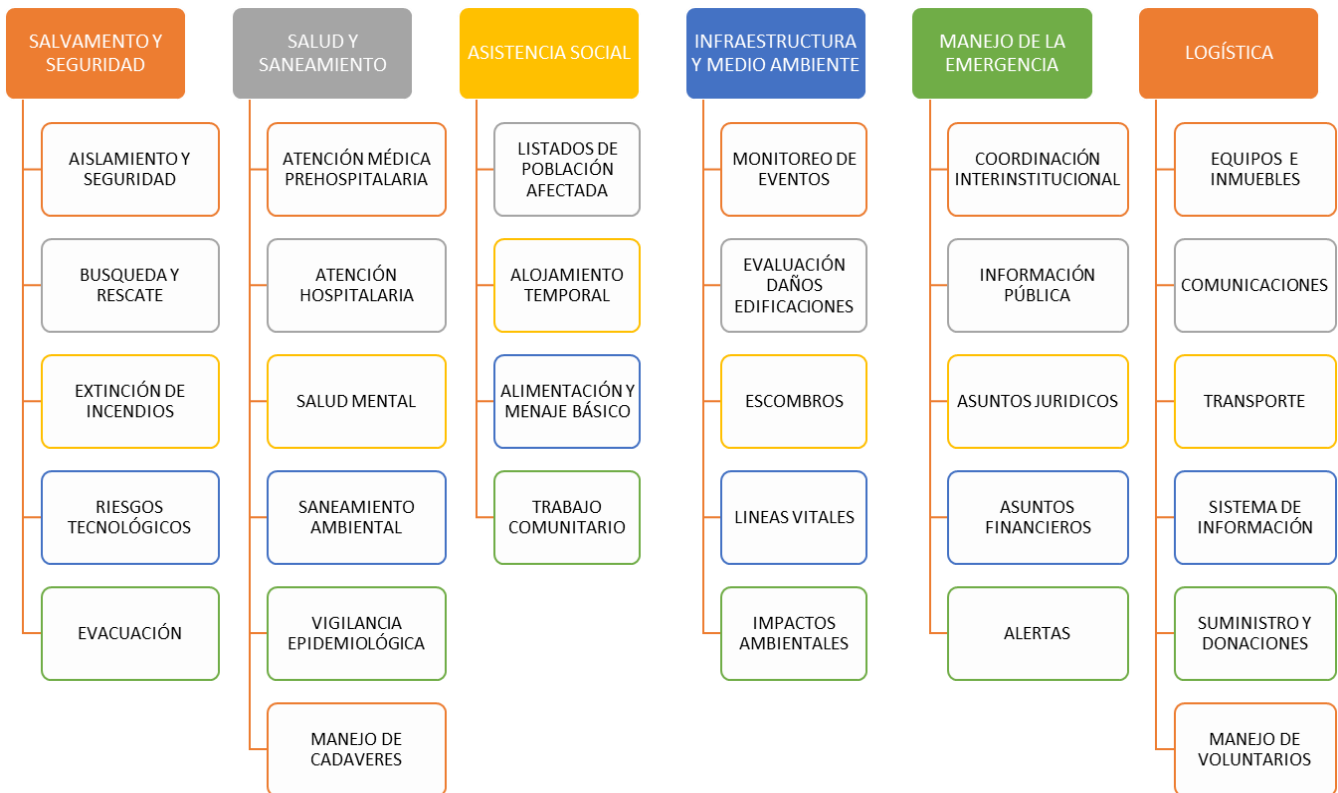 SALVAMENTO Y
SEGURIDAD
AISLAMIENTO Y
SEGURIDAD
BUSQUEDA Y
RESCATE
EXTINCIÓN DE
INCENDIOS
RIESGOS
TECNOLÓGICOS
EVACUACIÓN
SALUD Y
SANEAMIENTO
ATENCIÓN MÉDICA
PREHOSPITALARIA
ATENCIÓN
HOSPITALARIA
SALUD MENTAL
SANEAMIENTO
AMBIENTAL
VIGILANCIA
EPIDEMIOLÓGICA
MANEJO DE
CADAVERES
ASISTENCIA SOCIAL
LISTADOS DE
POBLACIÓN
AFECTADA
ALOJAMIENTO
TEMPORAL
ALIMENTACIÓN Y
MENAJE BÁSICO
TRABAJO
COMUNITARIO
INFRAESTRUCTURA
Y MEDIO AMBIENTE
MONITOREO DE
EVENTOS
EVALUACIÓN
DAÑOS
EDIFICACIONES
ESCOMBROS
LINEAS VITALES
IMPACTOS
AMBIENTALES
MANEJO DE LA
EMERGENCIA
COORDINACIÓN
INTERINSTITUCIONAL
INFORMACIÓN
PÚBLICA
ASUNTOS JURIDICOS
ASUNTOS
FINANCIEROS
ALERTAS
LOGÍSTICA
EQUIPOS E
INMUEBLES
COMUNICACIONES
TRANSPORTE
SISTEMA DE
INFORMACIÓN
SUMINISTRO Y
DONACIONES
MANEJO DE
VOLUNTARIOS